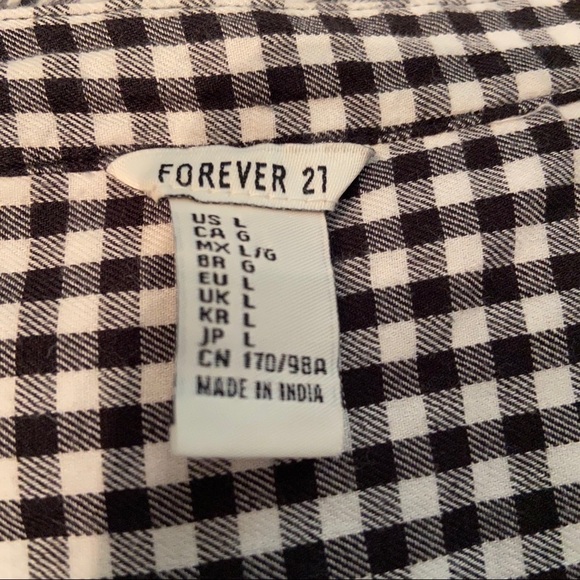 FOREVER 21
US L
CA G
MX L/G
BR G
EU L
UK L
KR L
JP L
CN 170/98A
MADE IN INDIA